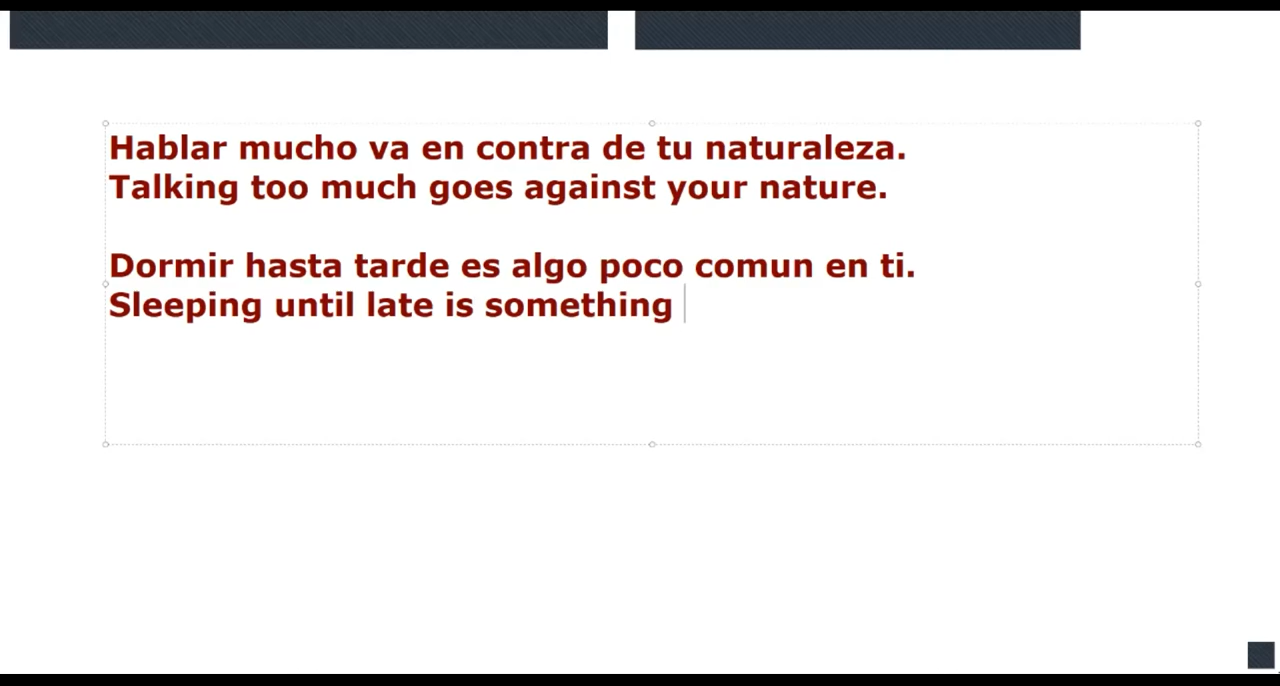 Hablar mucho va en contra de tu naturaleza.
Talking too much goes against your nature.
Dormir hasta tarde es algo poco comun en ti.
Sleeping until late is something